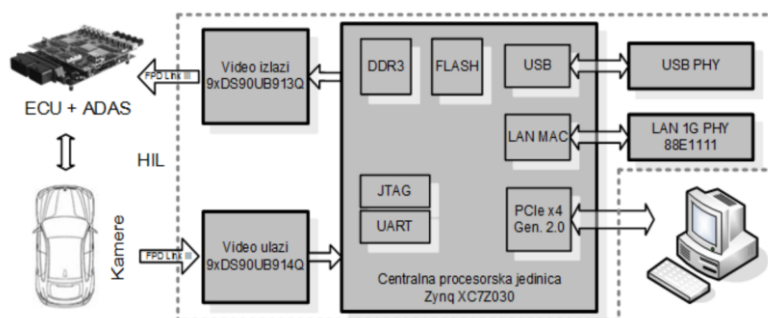 Video izlazi
9xDS90UB913Q
FPD Link III
ECU + ADAS
HIL
Kamere
FPD Link III
Video ulazi
9xDS90UB914Q
DDR3
FLASH
USB
LAN MAC
JTAG
UART
PCIe x4
Gen. 2.0
Centralna procesorska jedinica
Zynq XC7Z030
USB PHY
LAN 1G PHY
88E1111